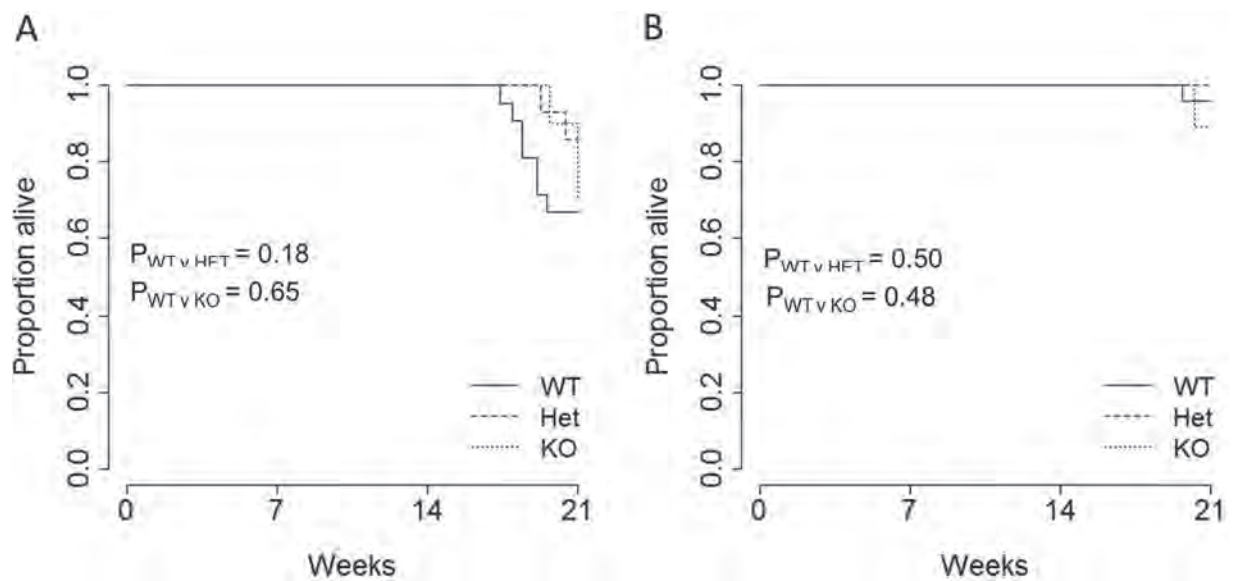 A
Proportion alive
1.0
0.8
0.6
0.4
0.2
0.0
P_WT v HET = 0.18
P_WT v KO = 0.65
WT
Het
KO
0 7 14 21
Weeks
B
Proportion alive
1.0
0.8
0.6
0.4
0.2
0.0
P_WT v HET = 0.50
P_WT v KO = 0.48
WT
Het
KO
0 7 14 21
Weeks